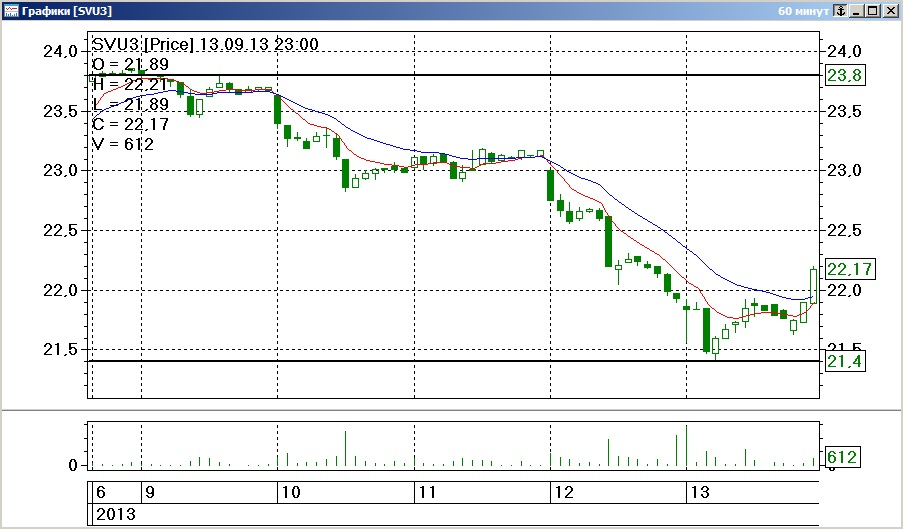 Графики [SVU3]
60 минут
SVU3 [Price] 13.09.13 23:00
O = 21,89
H = 22,21
L = 21,89
C = 22,17
V = 612
24,0
23,5
23,0
22,5
22,0
21,5
24,0
23,8
23,5
23,0
22,5
22,17
22,0
21,5
21,4
0
612
0
6 9 10 11 12 13
2013